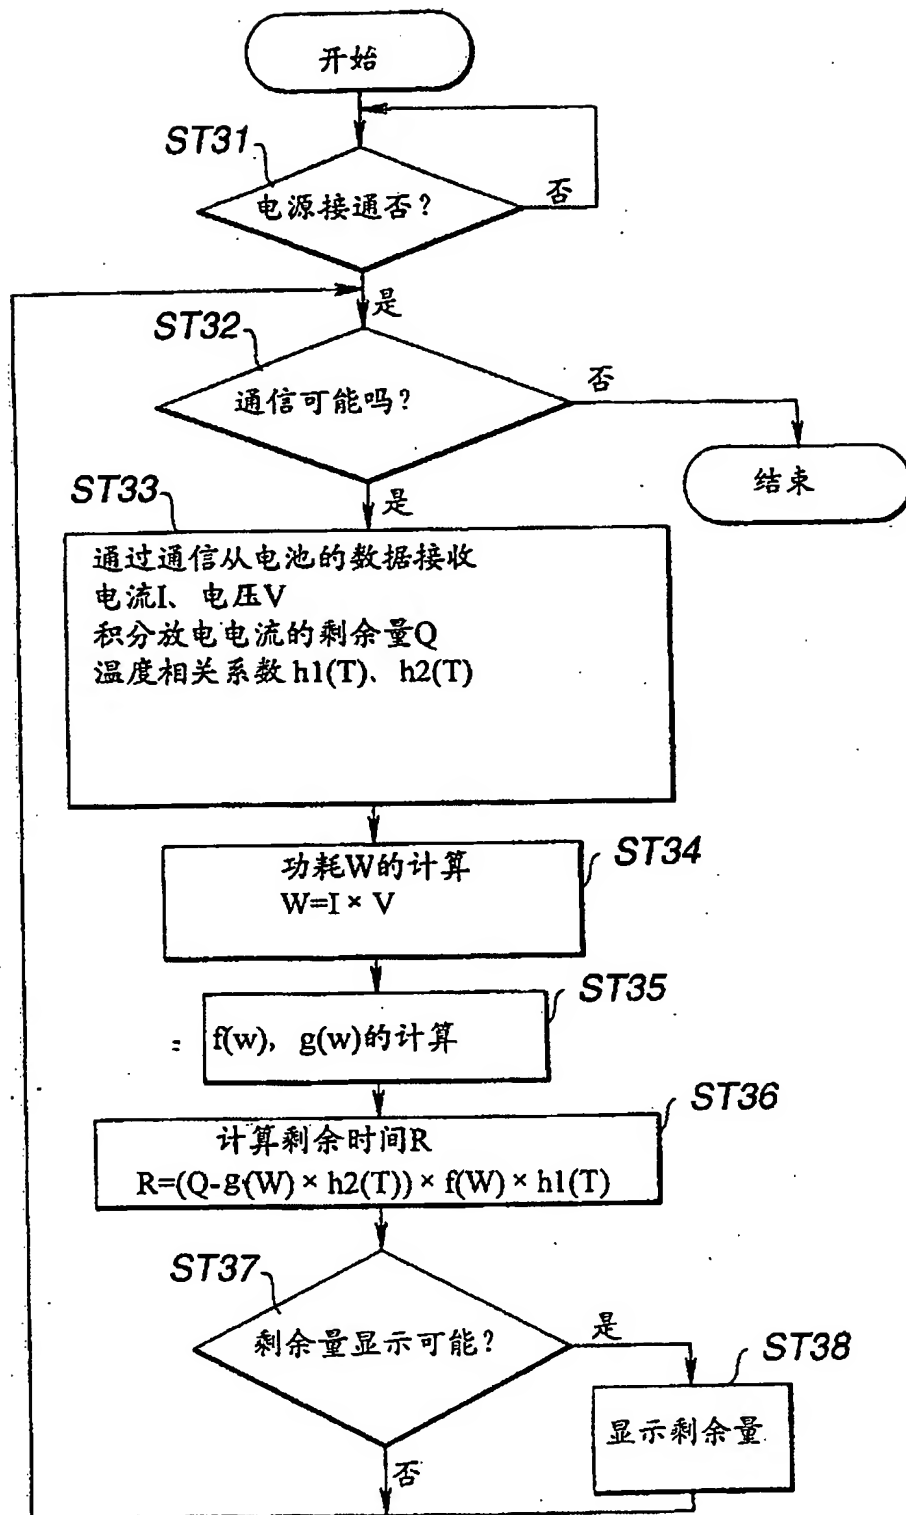 开始
ST31
电源接通否?
否
是
ST32
通信可能吗?
否
结束
ST33
是
通过通信从电池的数据接收
电流I、电压V
积分放电电流的剩余量Q
温度相关系数h1(T)、h2(T)
ST34
功耗W的计算
W=I×V
ST35
f(w), g(w)的计算
ST36
计算剩余时间R
R=(Q-g(W)×h2(T))×f(W)×h1(T)
ST37
剩余量显示可能?
是
ST38
显示剩余量
否